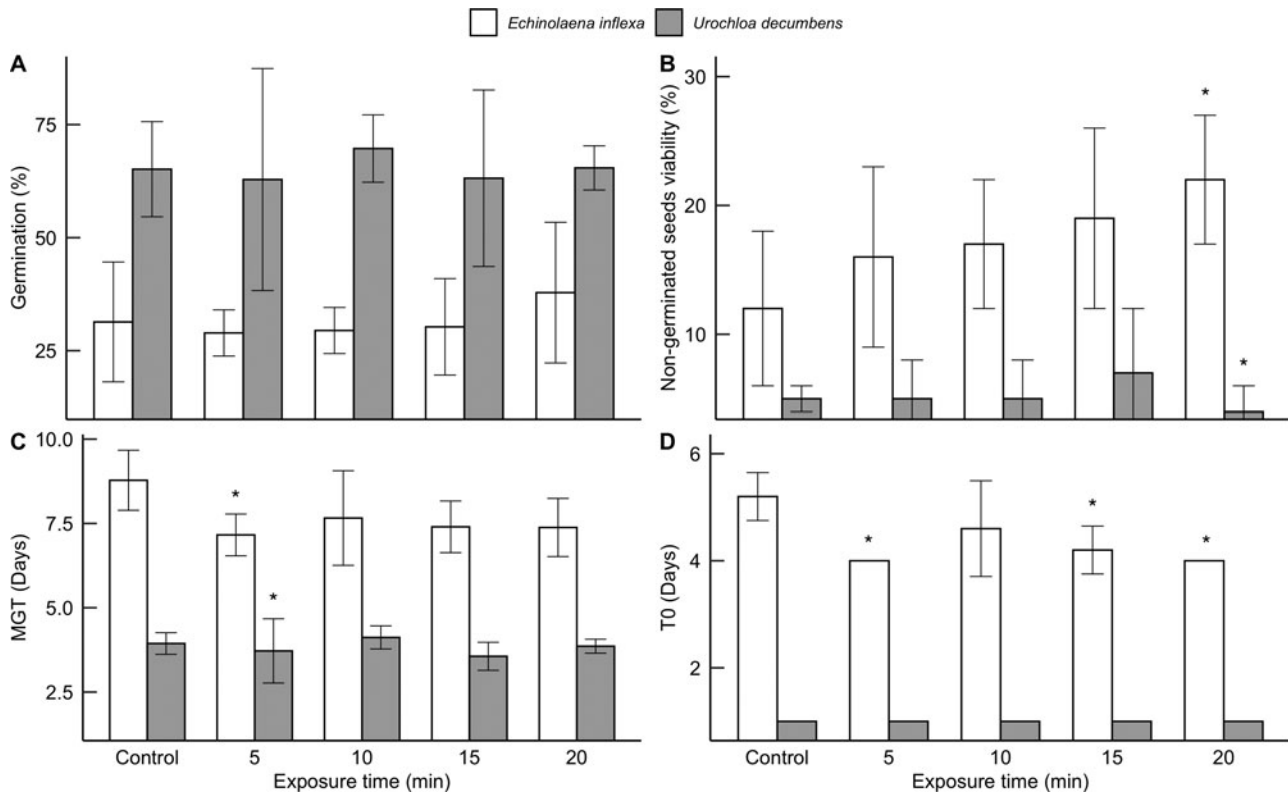 Echinolaena inflexa Urochloa decumbens
A
Germination (%)
75
50
25
B
Non-germinated seeds viability (%)
30
20
10
*
*
C
MGT (Days)
10.0
7.5
5.0
2.5
*
*
Control 5 10 15 20
Exposure time (min)
D
T0 (Days)
6
4
2
*
*
*
Control 5 10 15 20
Exposure time (min)